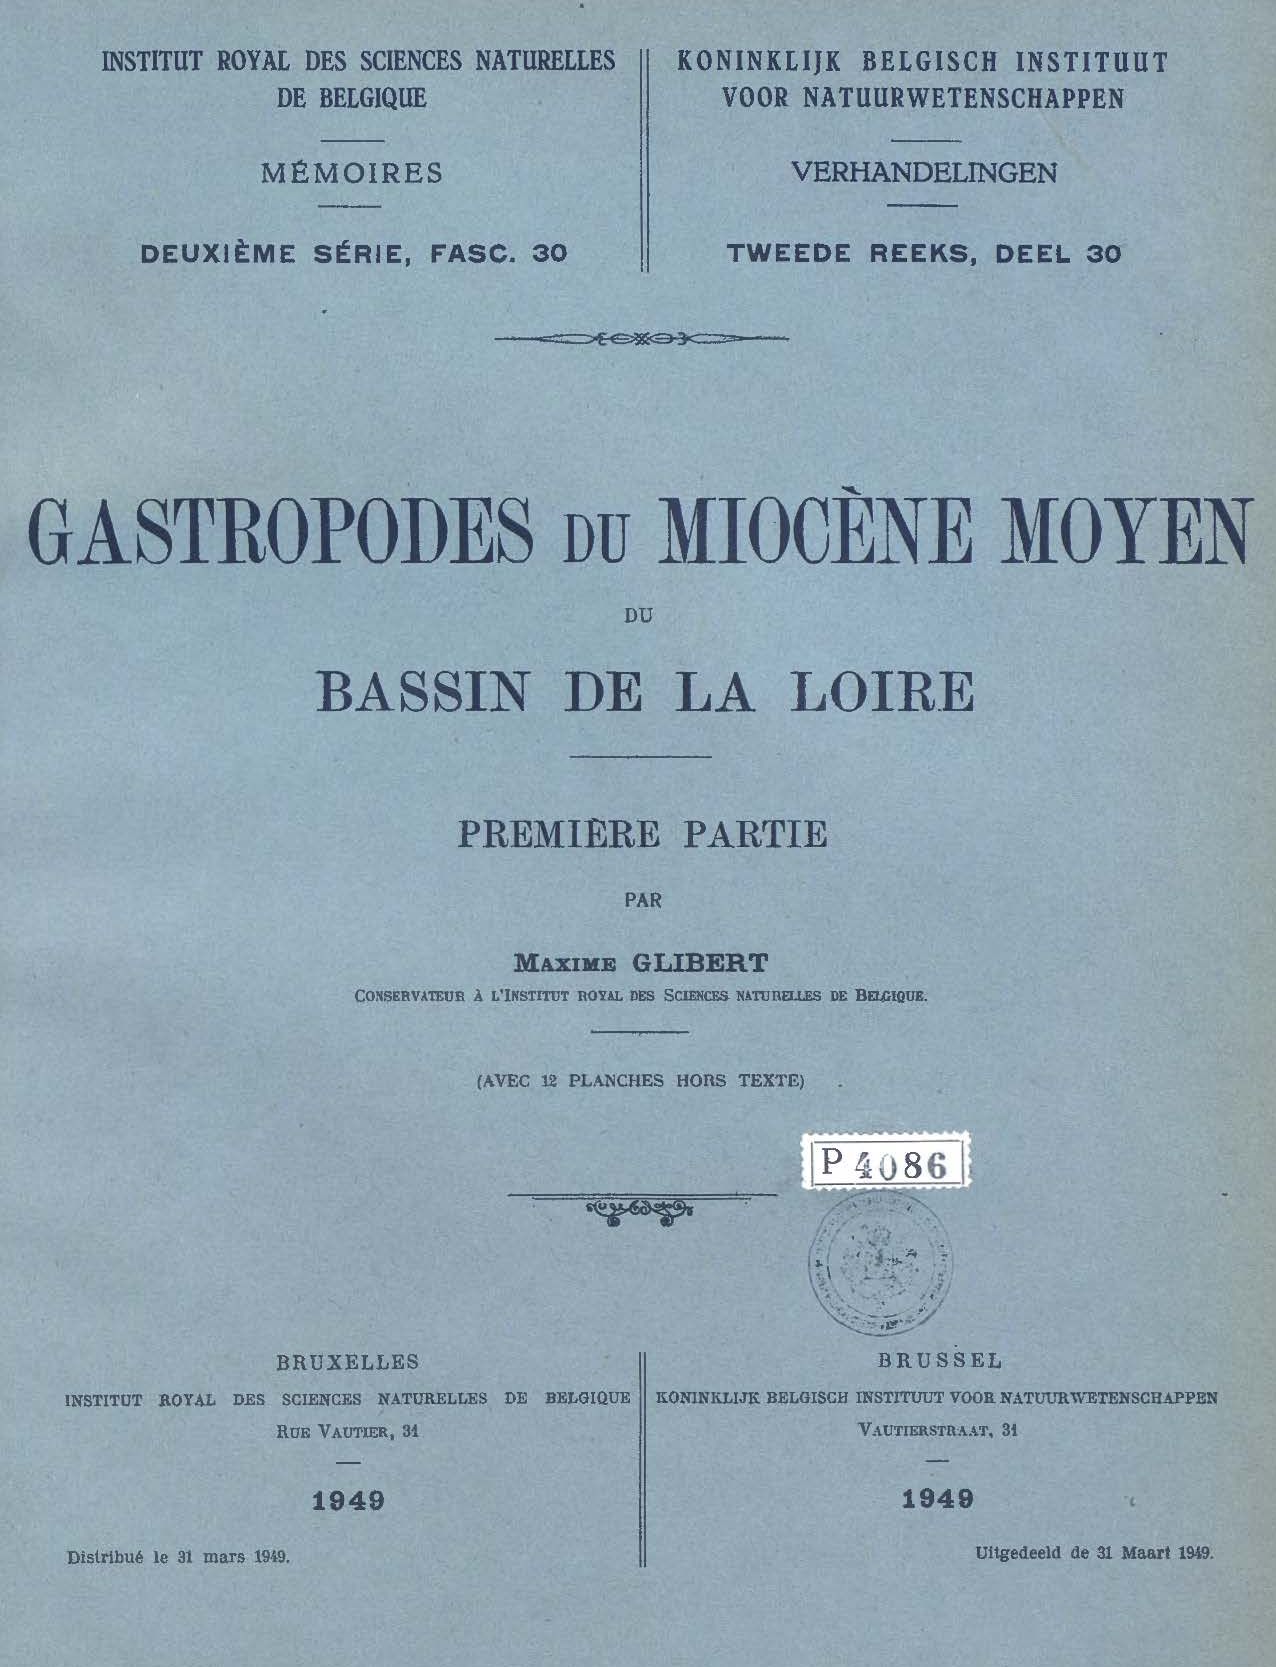 INSTITUT ROYAL DES SCIENCES NATURELLES
DE BELGIQUE
MÉMOIRES
DEUXIÈME SÉRIE, FASC. 30
KONINKLIJK BELGISCH INSTITUUT
VOOR NATUURWETENSCHAPPEN
VERHANDELINGEN
TWEEDE REEKS, DEEL 30
GASTROPODES DU MIOCÈNE MOYEN
DU
BASSIN DE LA LOIRE
PREMIÈRE PARTIE
PAR
MAXIME GLIBERT
CONSERVATEUR À L'INSTITUT ROYAL DES SCIENCES NATURELLES DE BELGIQUE.
(AVEC 12 PLANCHES HORS TEXTE)
P 4086
BRUXELLES
INSTITUT ROYAL DES SCIENCES NATURELLES DE BELGIQUE
RUE VAUTIER, 31
1949
Distribué le 31 mars 1949.
BRUSSEL
KONINKLIJK BELGISCH INSTITUUT VOOR NATUURWETENSCHAPPEN
VAUTIERSTRAAT, 31
1949
Uitgedeeld de 31 Maart 1949.